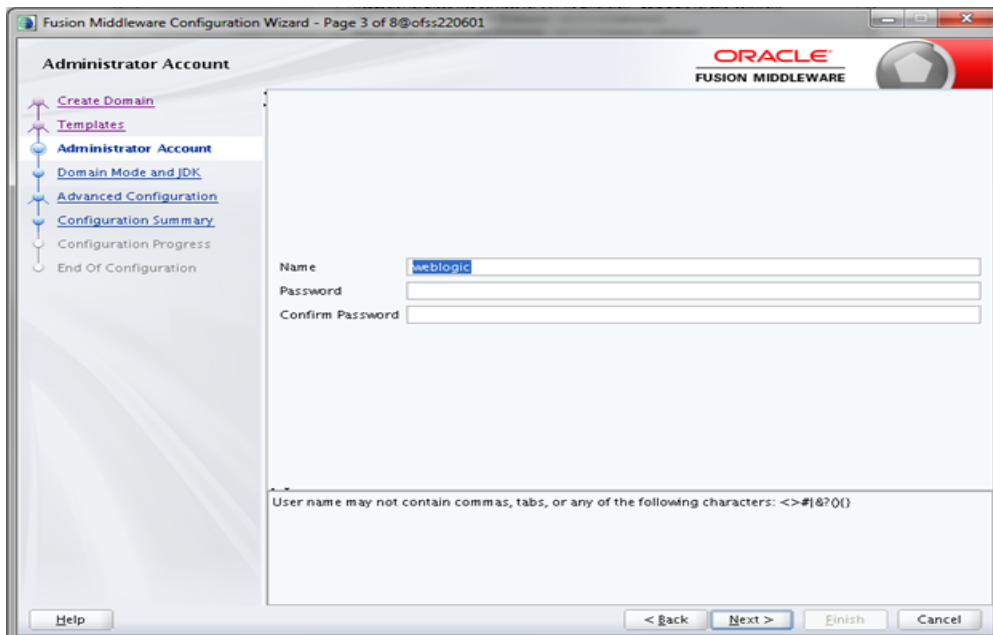 Fusion Middleware Configuration Wizard - Page 3 of 8@ofss220601
Administrator Account
ORACLE
FUSION MIDDLEWARE
Create Domain
Templates
Administrator Account
Domain Mode and JDK
Advanced Configuration
Configuration Summary
Configuration Progress
End Of Configuration
Name weblogic
Password
Confirm Password
User name may not contain commas, tabs, or any of the following characters: <>#|&?(){}
Help < Back Next > Finish Cancel